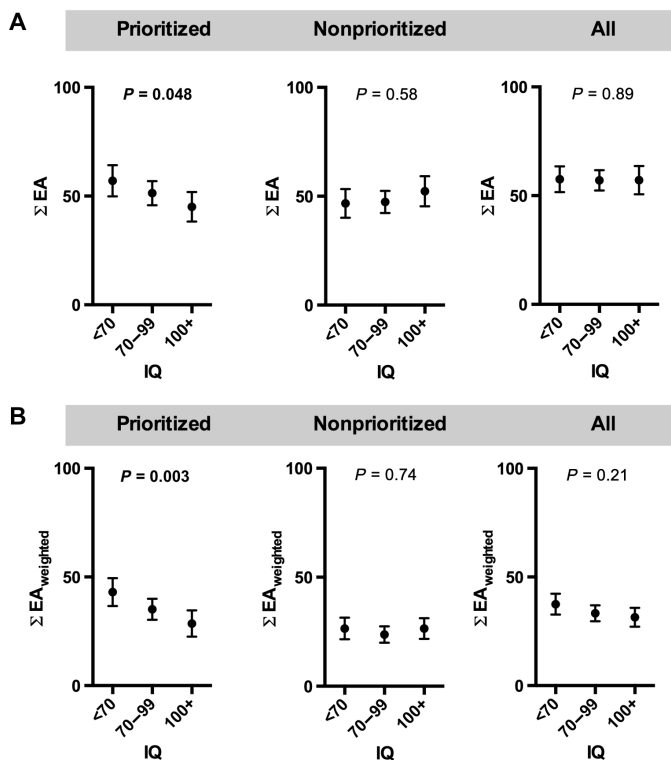 A
Prioritized Nonprioritized All
P = 0.048 P = 0.58 P = 0.89
100 100 100
Σ EA Σ EA Σ EA
50 50 50
0 0 0
<70 70–99 100+ <70 70–99 100+ <70 70–99 100+
IQ IQ IQ
B
Prioritized Nonprioritized All
P = 0.003 P = 0.74 P = 0.21
100 100 100
Σ EAweighted Σ EAweighted Σ EAweighted
50 50 50
0 0 0
<70 70–99 100+ <70 70–99 100+ <70 70–99 100+
IQ IQ IQ